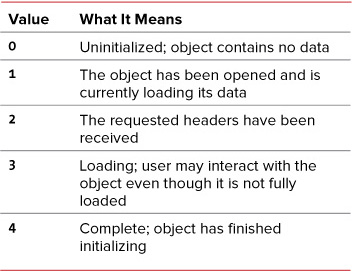 Value What It Means
0 Uninitialized; object contains no data
1 The object has been opened and is
currently loading its data
2 The requested headers have been
received
3 Loading; user may interact with the
object even though it is not fully
loaded
4 Complete; object has finished
initializing